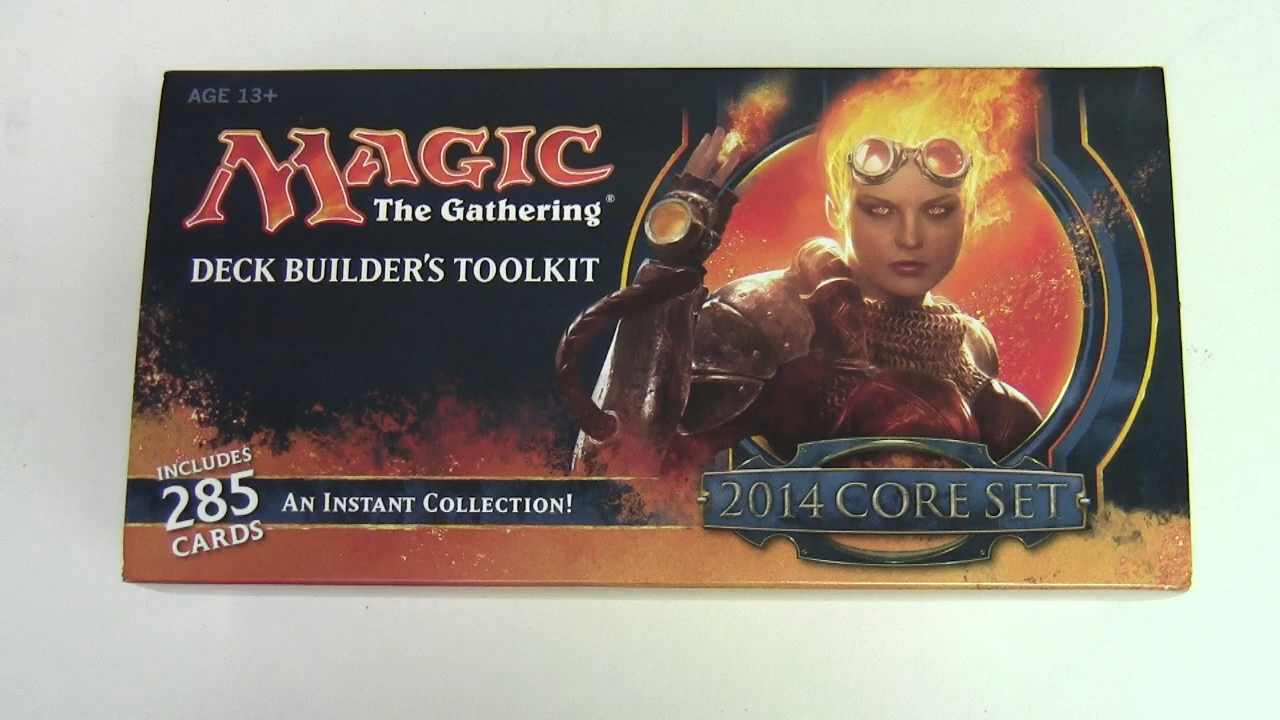 AGE 13+
MAGIC
The Gathering®
DECK BUILDER'S TOOLKIT
INCLUDES
285
CARDS
AN INSTANT COLLECTION!
2014 CORE SET